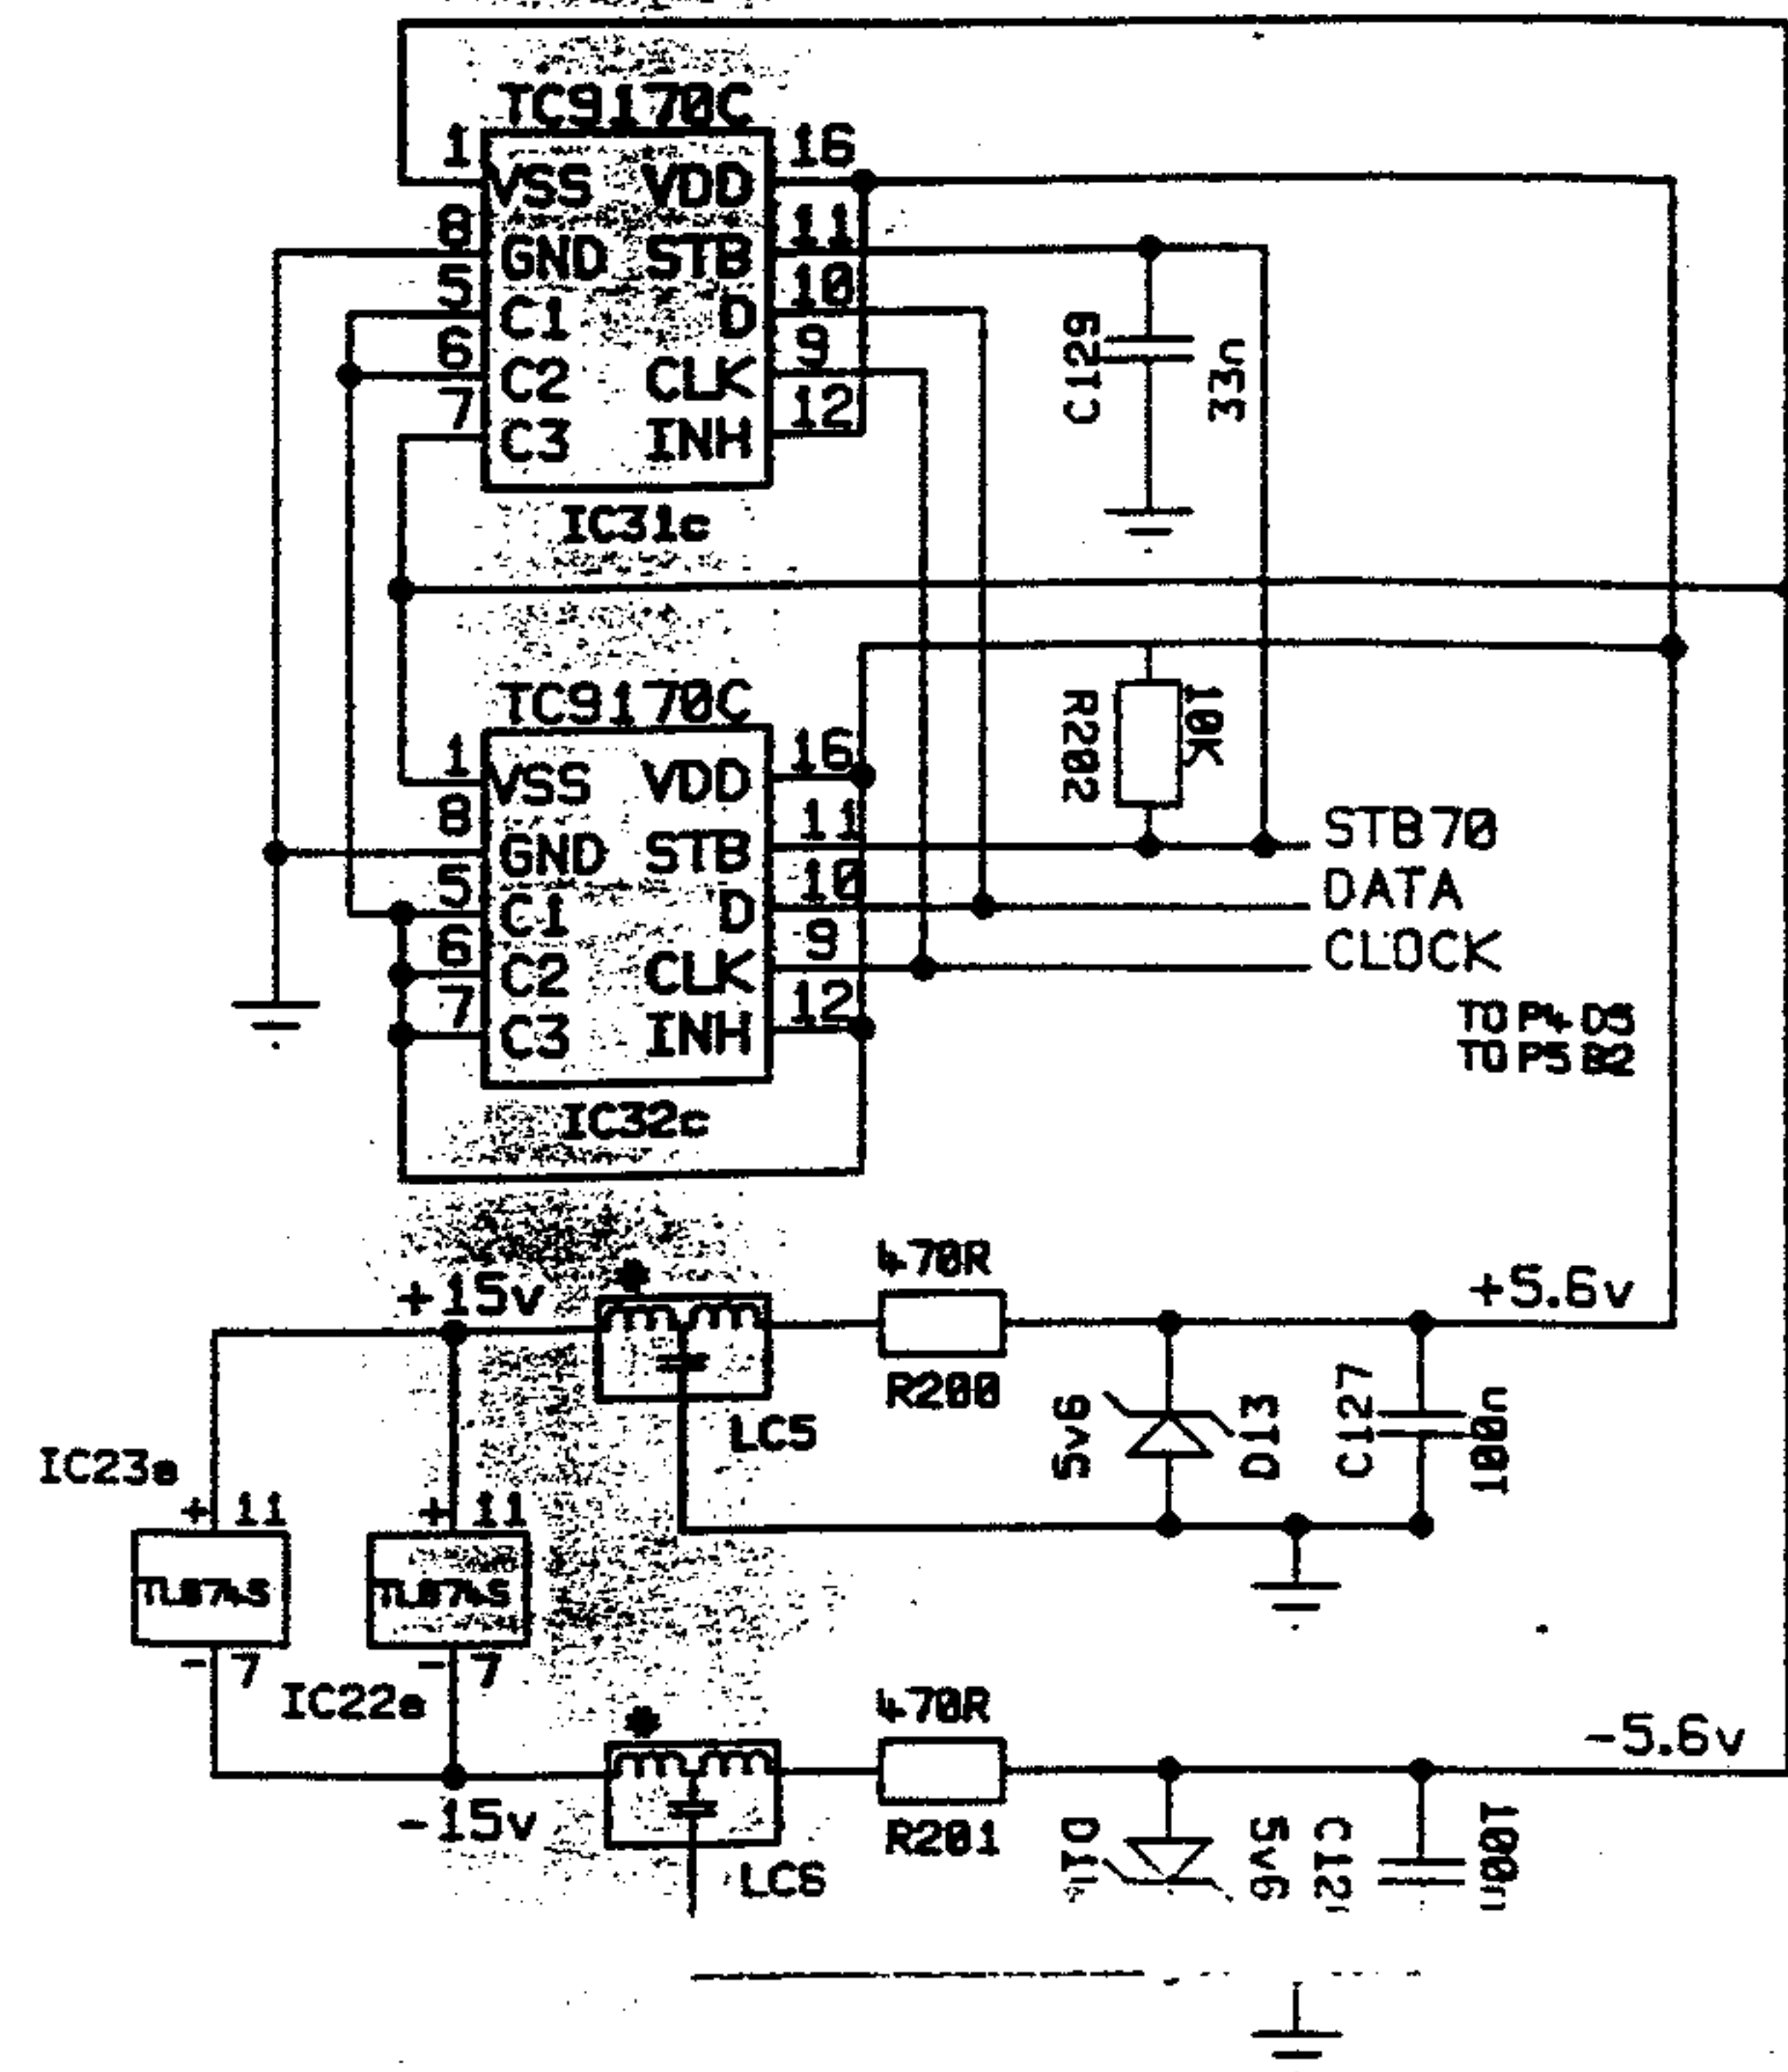 TC9170C
1 16
VSS VDD
8 11
GND STB
5 10
C1 D
6 9
C2 CLK
7 12
C3 INH
IC31c
C129
33n
TC9170C
1 16
VSS VDD
8 11
GND STB
5 10
C1 D
6 9
C2 CLK
7 12
C3 INH
IC32c
R202
10K
STB70
DATA
CLOCK
TO P4 D5
TO P5 B2
+15v
*
470R
+5.6v
R200
LC5
5v6
D13
C127
100n
IC23a
+ 11
+ 11
TL074S
TL074S
- 7
- 7
IC22a
*
470R
-5.6v
-15v
R201
LC6
5v6